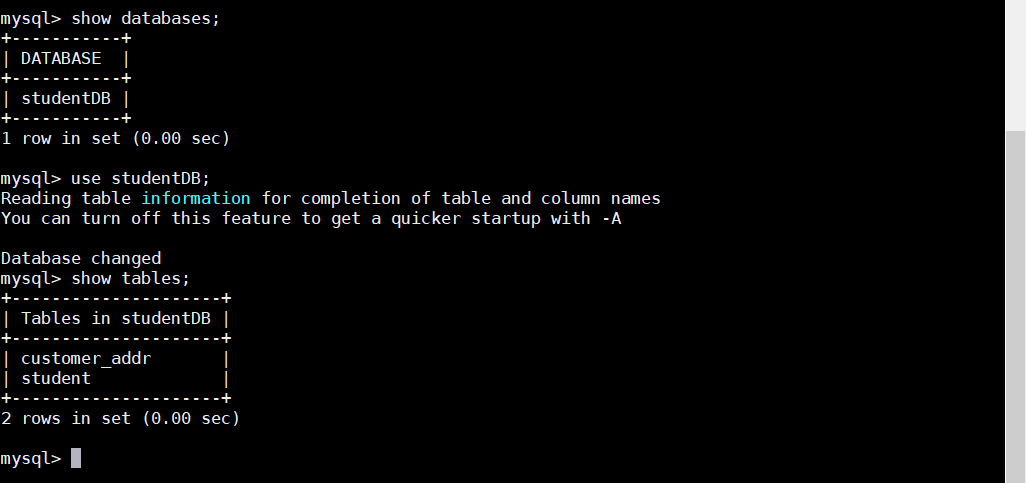 mysql> show databases;
+-----------+
| DATABASE  |
+-----------+
| studentDB |
+-----------+
1 row in set (0.00 sec)

mysql> use studentDB;
Reading table information for completion of table and column names
You can turn off this feature to get a quicker startup with -A

Database changed
mysql> show tables;
+---------------------+
| Tables in studentDB |
+---------------------+
| customer_addr       |
| student             |
+---------------------+
2 rows in set (0.00 sec)

mysql>